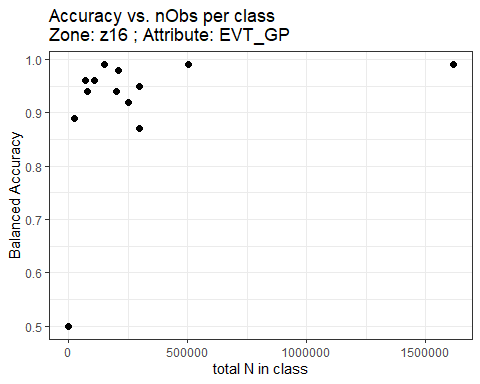 Accuracy vs. nObs per class
Zone: z16 ; Attribute: EVT_GP
1.0
0.9
0.8
0.7
0.6
0.5
Balanced Accuracy
0
500000
1000000
1500000
total N in class